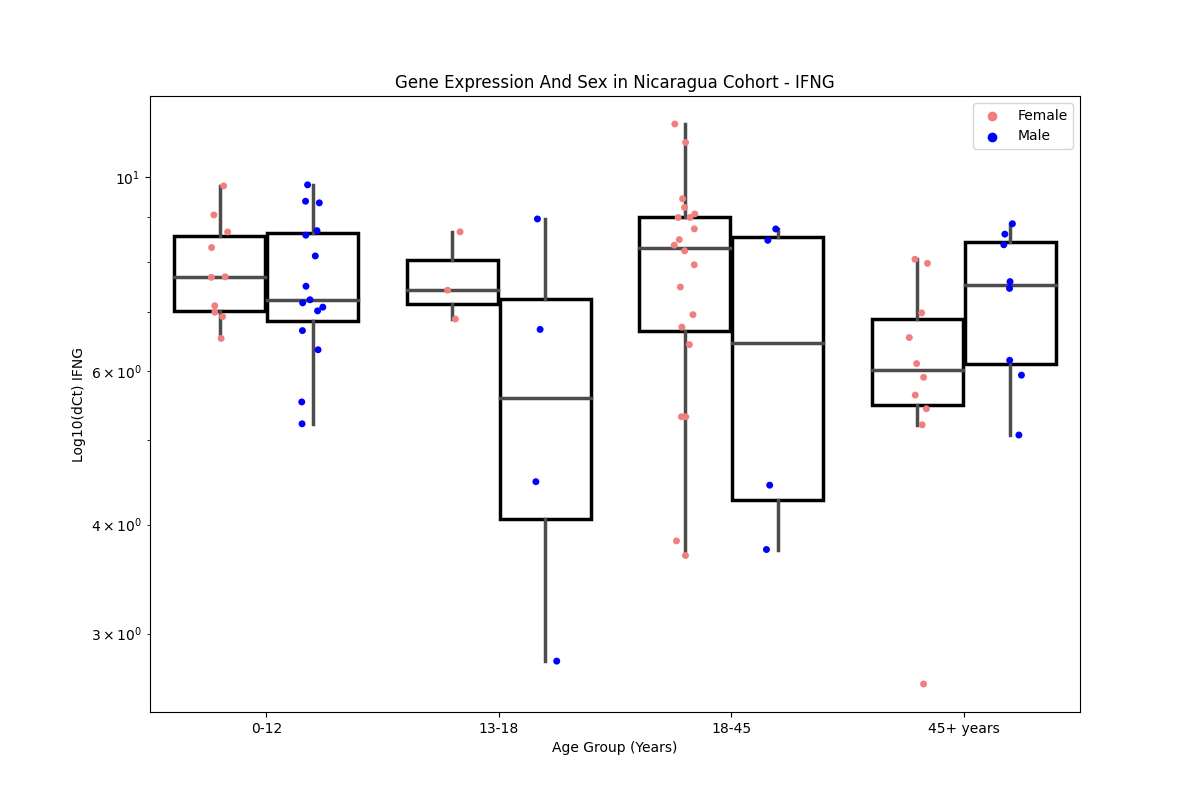 Gene Expression And Sex in Nicaragua Cohort - IFNG
Female
Male
10¹
6 × 10⁰
4 × 10⁰
3 × 10⁰
Log10(dCt) IFNG
0-12
13-18
18-45
45+ years
Age Group (Years)